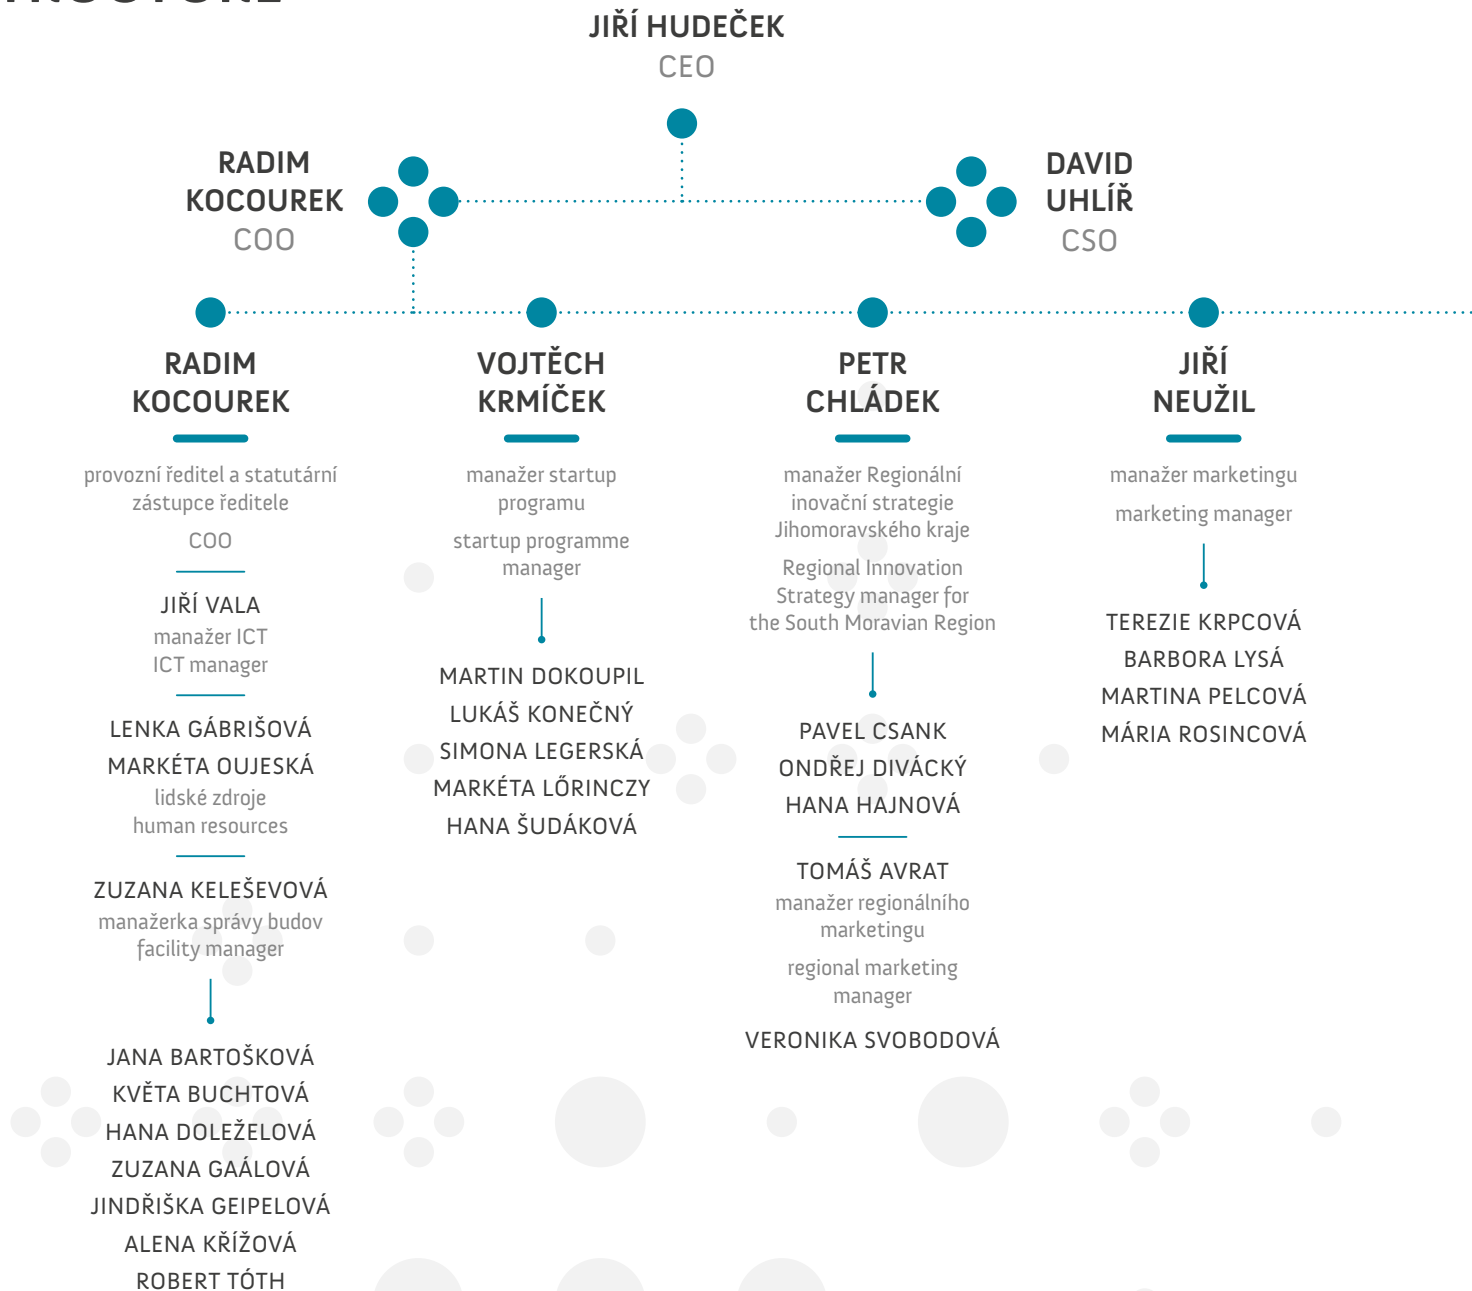 JIŘÍ HUDEČEK
CEO
RADIM
KOCOUREK
COO
DAVID
UHLÍŘ
CSO
RADIM
KOCOUREK
provozní ředitel a statutární
zástupce ředitele
COO
JIŘÍ VALA
manažer ICT
ICT manager
LENKA GÁBRIŠOVÁ
MARKÉTA OUJESKÁ
lidské zdroje
human resources
ZUZANA KELEŠEVOVÁ
manažerka správy budov
facility manager
JANA BARTOŠKOVÁ
KVĚTA BUCHTOVÁ
HANA DOLEŽELOVÁ
ZUZANA GAÁLOVÁ
JINDŘIŠKA GEIPELOVÁ
ALENA KŘÍŽOVÁ
ROBERT TÓTH
VOJTĚCH
KRMÍČEK
manažer startup
programu
startup programme
manager
MARTIN DOKOUPIL
LUKÁŠ KONEČNÝ
SIMONA LEGERSKÁ
MARKÉTA LŐRINCZY
HANA ŠUDÁKOVÁ
PETR
CHLÁDEK
manažer Regionální
inovační strategie
Jihomoravského kraje
Regional Innovation
Strategy manager for
the South Moravian Region
PAVEL CSANK
ONDŘEJ DIVÁCKÝ
HANA HAJNOVÁ
TOMÁŠ AVRAT
manažer regionálního
marketingu
regional marketing
manager
VERONIKA SVOBODOVÁ
JIŘÍ
NEUŽIL
manažer marketingu
marketing manager
TEREZIE KRPCOVÁ
BARBORA LYSÁ
MARTINA PELCOVÁ
MÁRIA ROSINCOVÁ